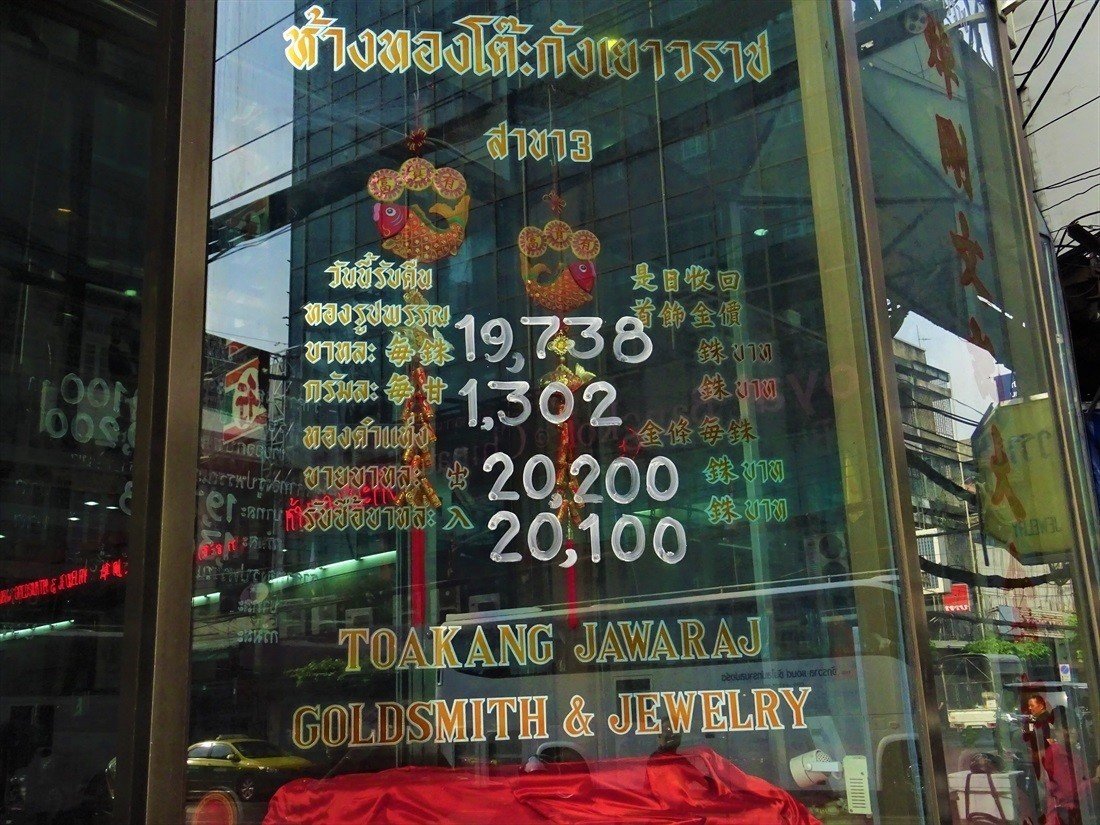 ห้างทองโต๊ะกังเยาวราช
สาขา3
วันนี้รับคืน 是日收回
ทองรูปพรรณ 首飾金價
บาทละ 每銖 19,738 銖 บาท
กรัมละ 每甘 1,302 銖 บาท
ทองคำแท่ง 金條每銖
ขายบาทละ 出 20,200 銖 บาท
รับซื้อบาทละ 入 20,100 銖 บาท
TOAKANG JAWARAJ
GOLDSMITH & JEWELRY